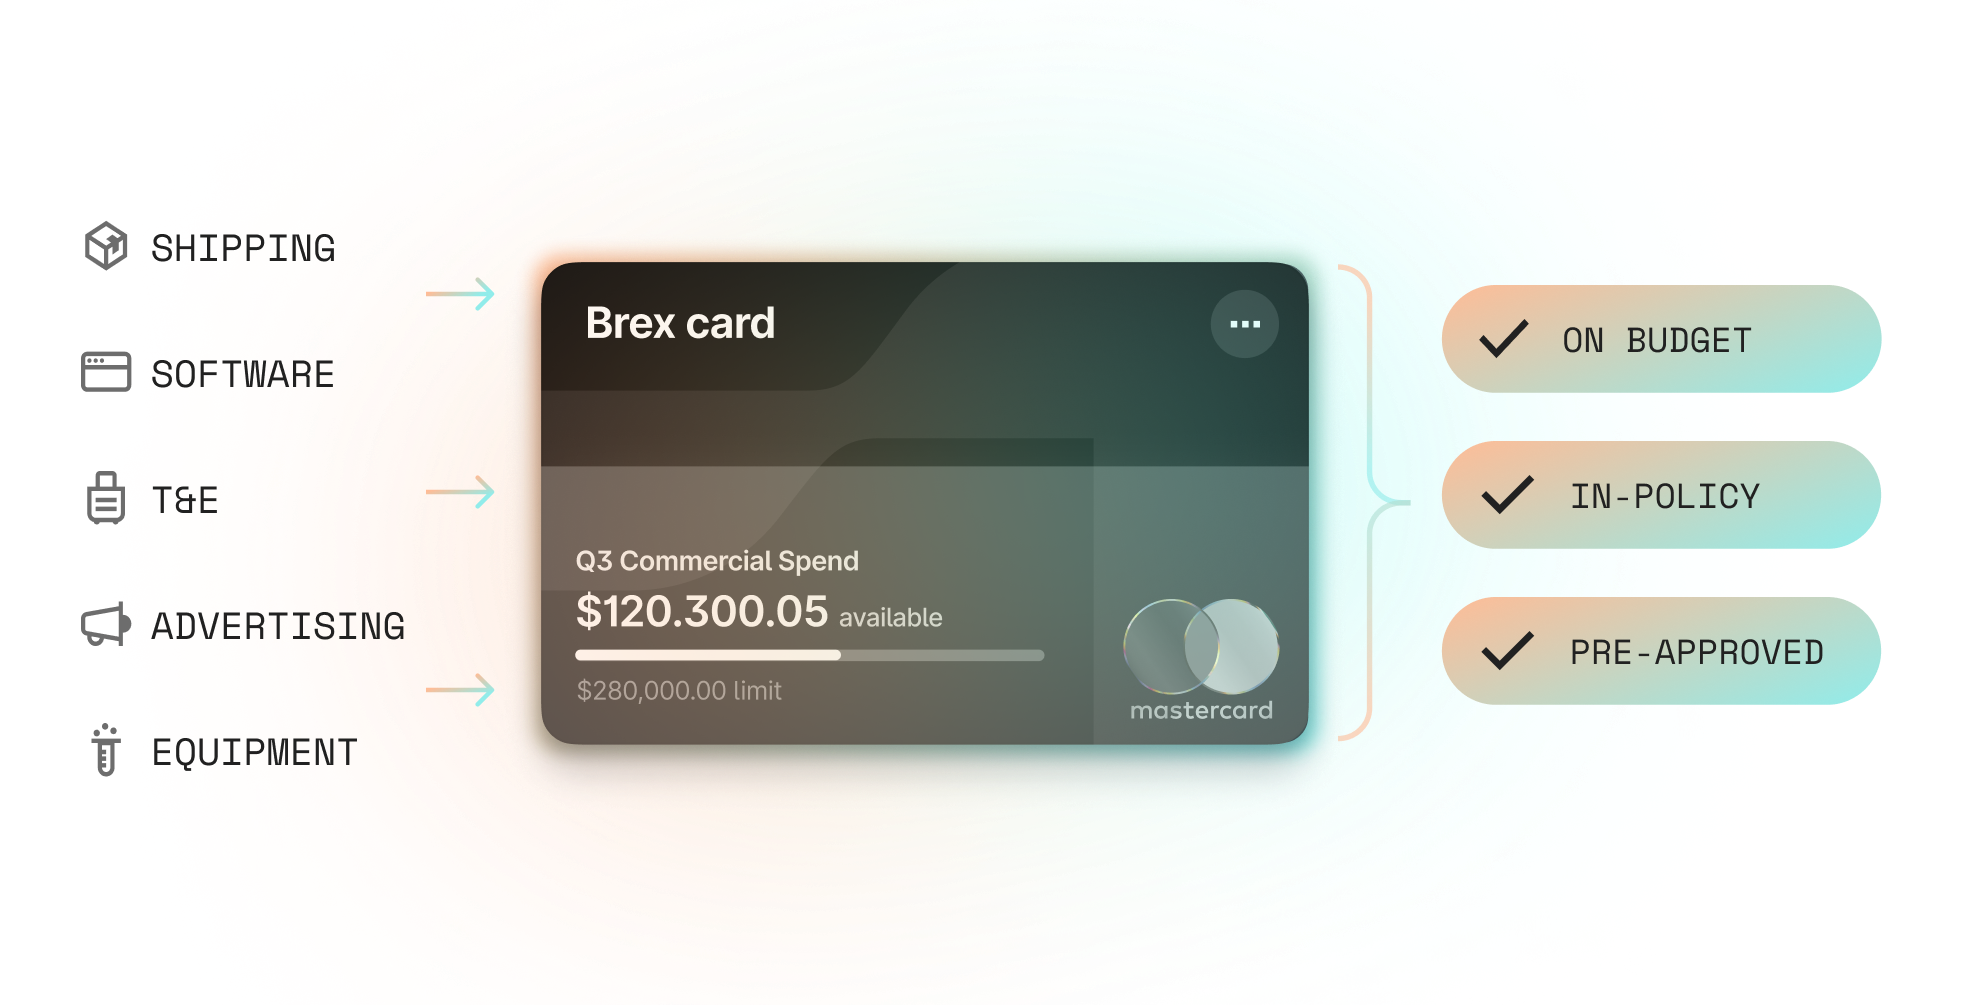 SHIPPING
SOFTWARE
T&E
ADVERTISING
EQUIPMENT
Brex card
Q3 Commercial Spend
$120.300.05 available
$280,000.00 limit
mastercard
ON BUDGET
IN-POLICY
PRE-APPROVED